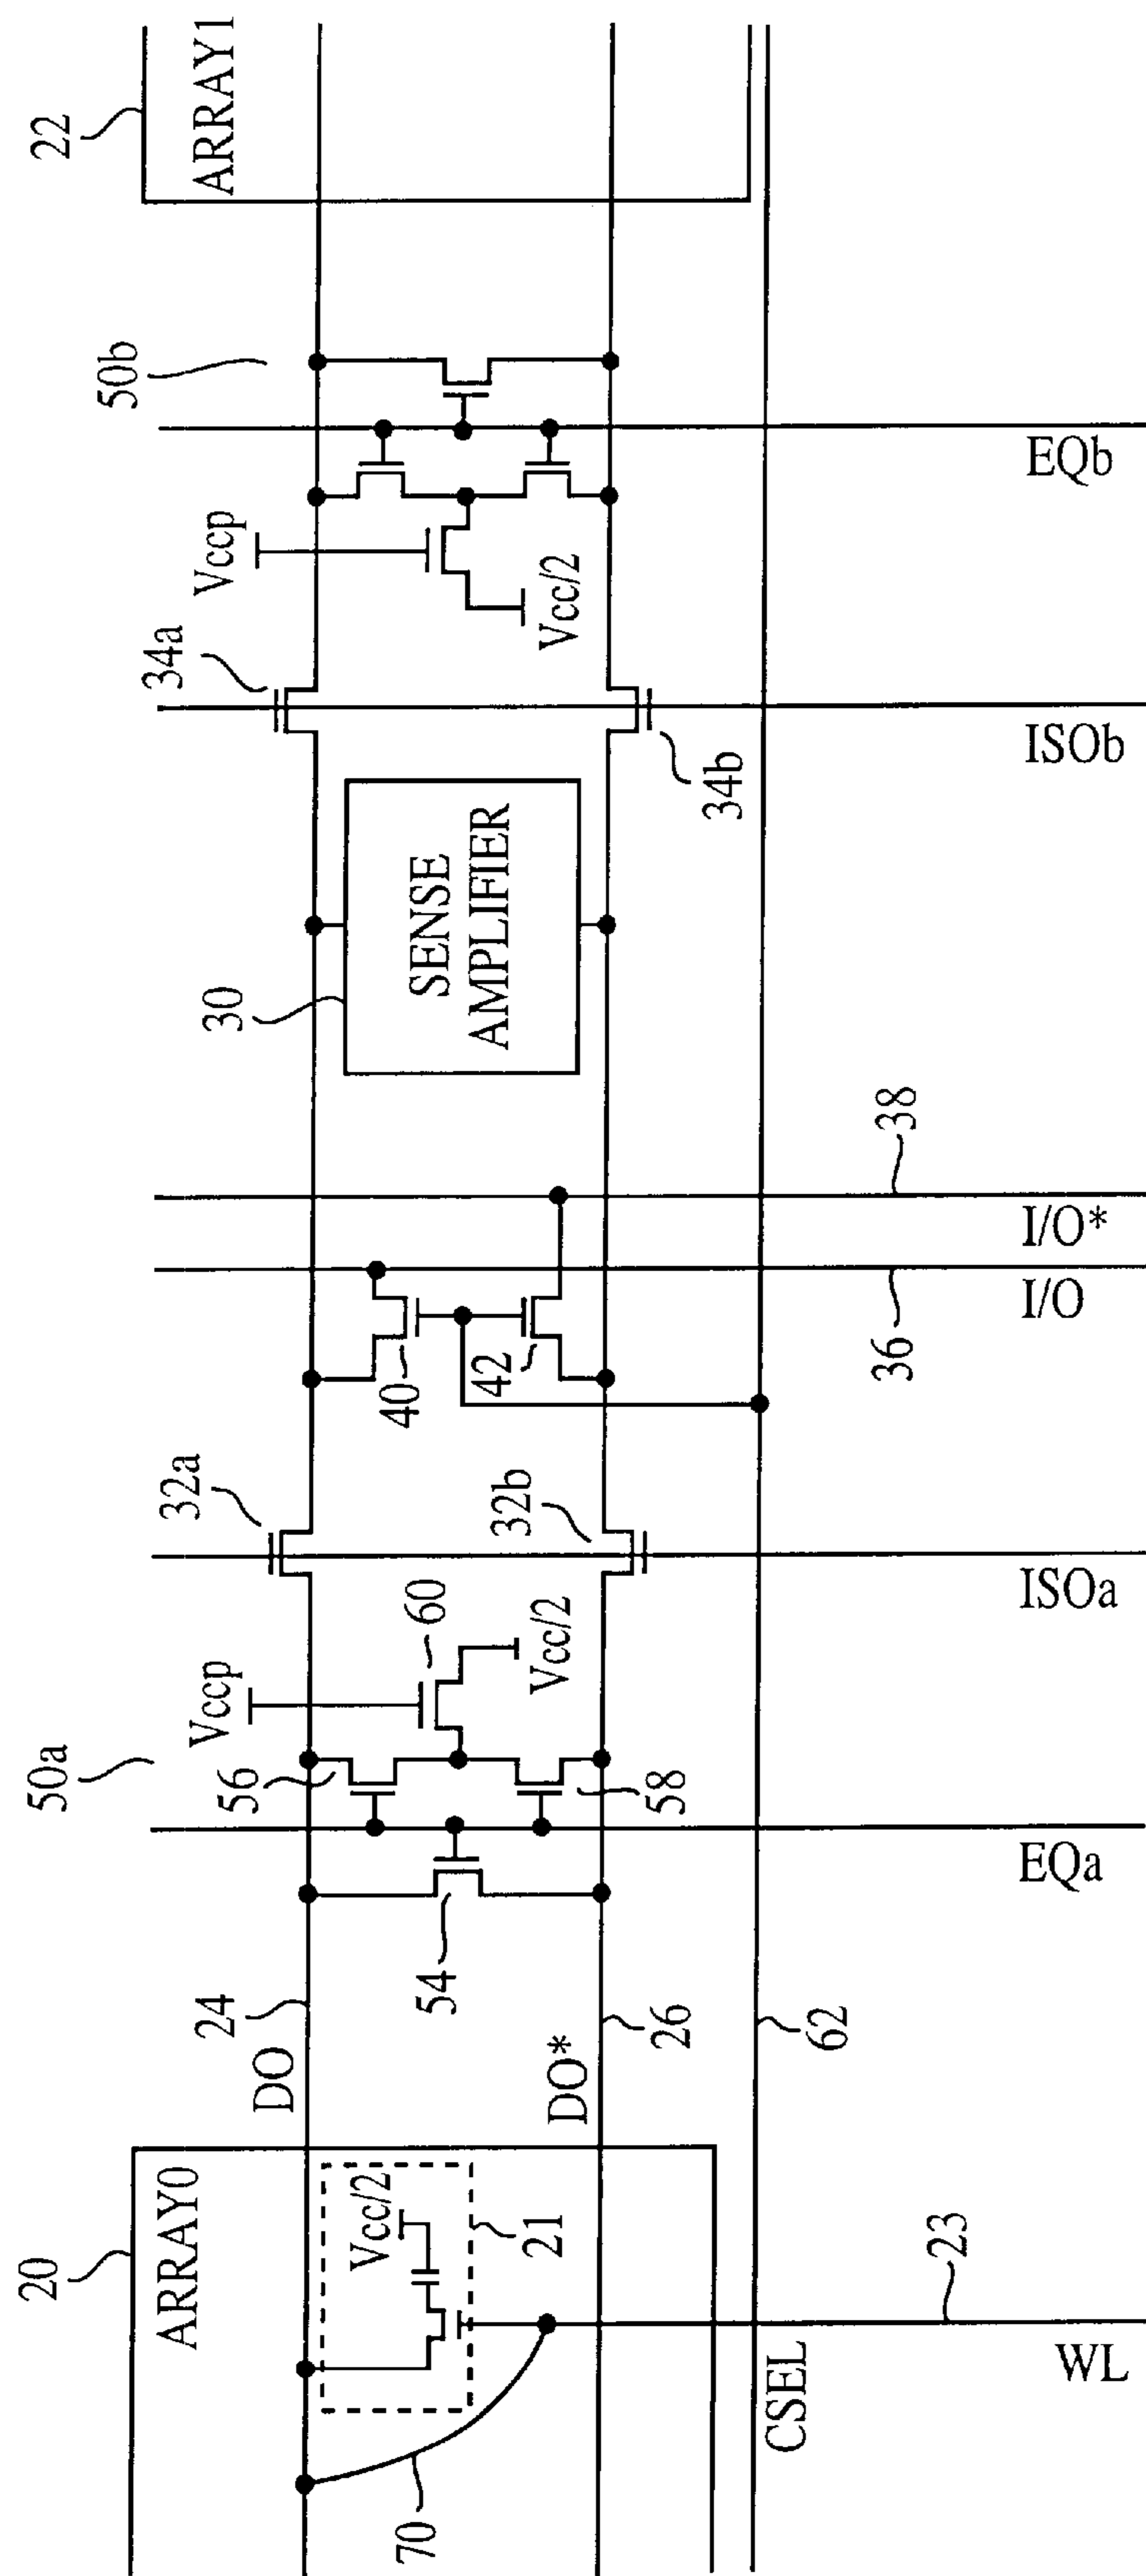 20
ARRAY0
Vcc/2
21
70
23
WL
CSEL
24
DO
DO*
26
62
54
50a
Vccp
56
60
Vcc/2
58
EQa
32a
32b
ISOa
40
42
36
I/O
I/O*
38
30
SENSE
AMPLIFIER
34a
34b
ISOb
Vccp
Vcc/2
50b
EQb
22
ARRAY1